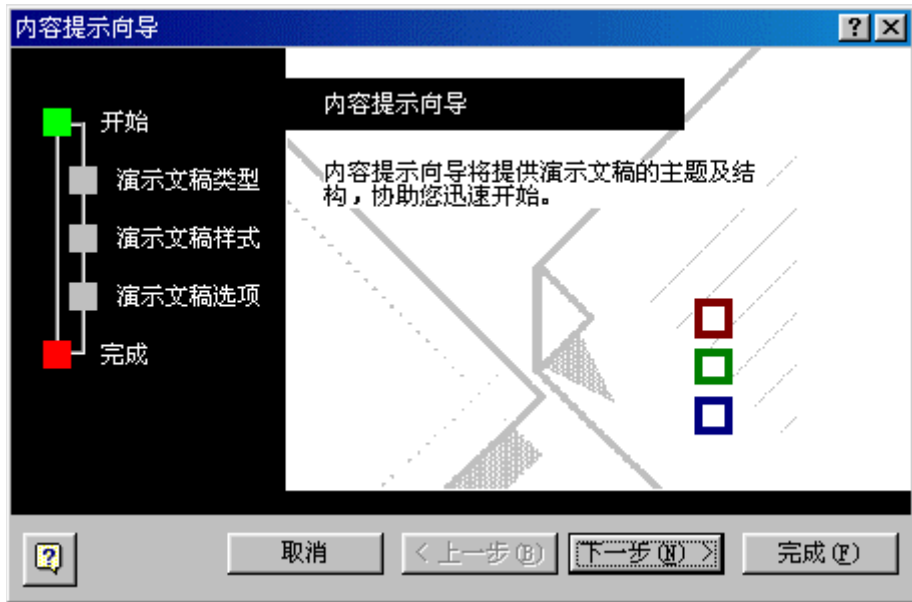 内容提示向导
开始
演示文稿类型
演示文稿样式
演示文稿选项
完成
内容提示向导
内容提示向导将提供演示文稿的主题及结
构，协助您迅速开始。
取消
< 上一步(B)
下一步(N) >
完成(F)